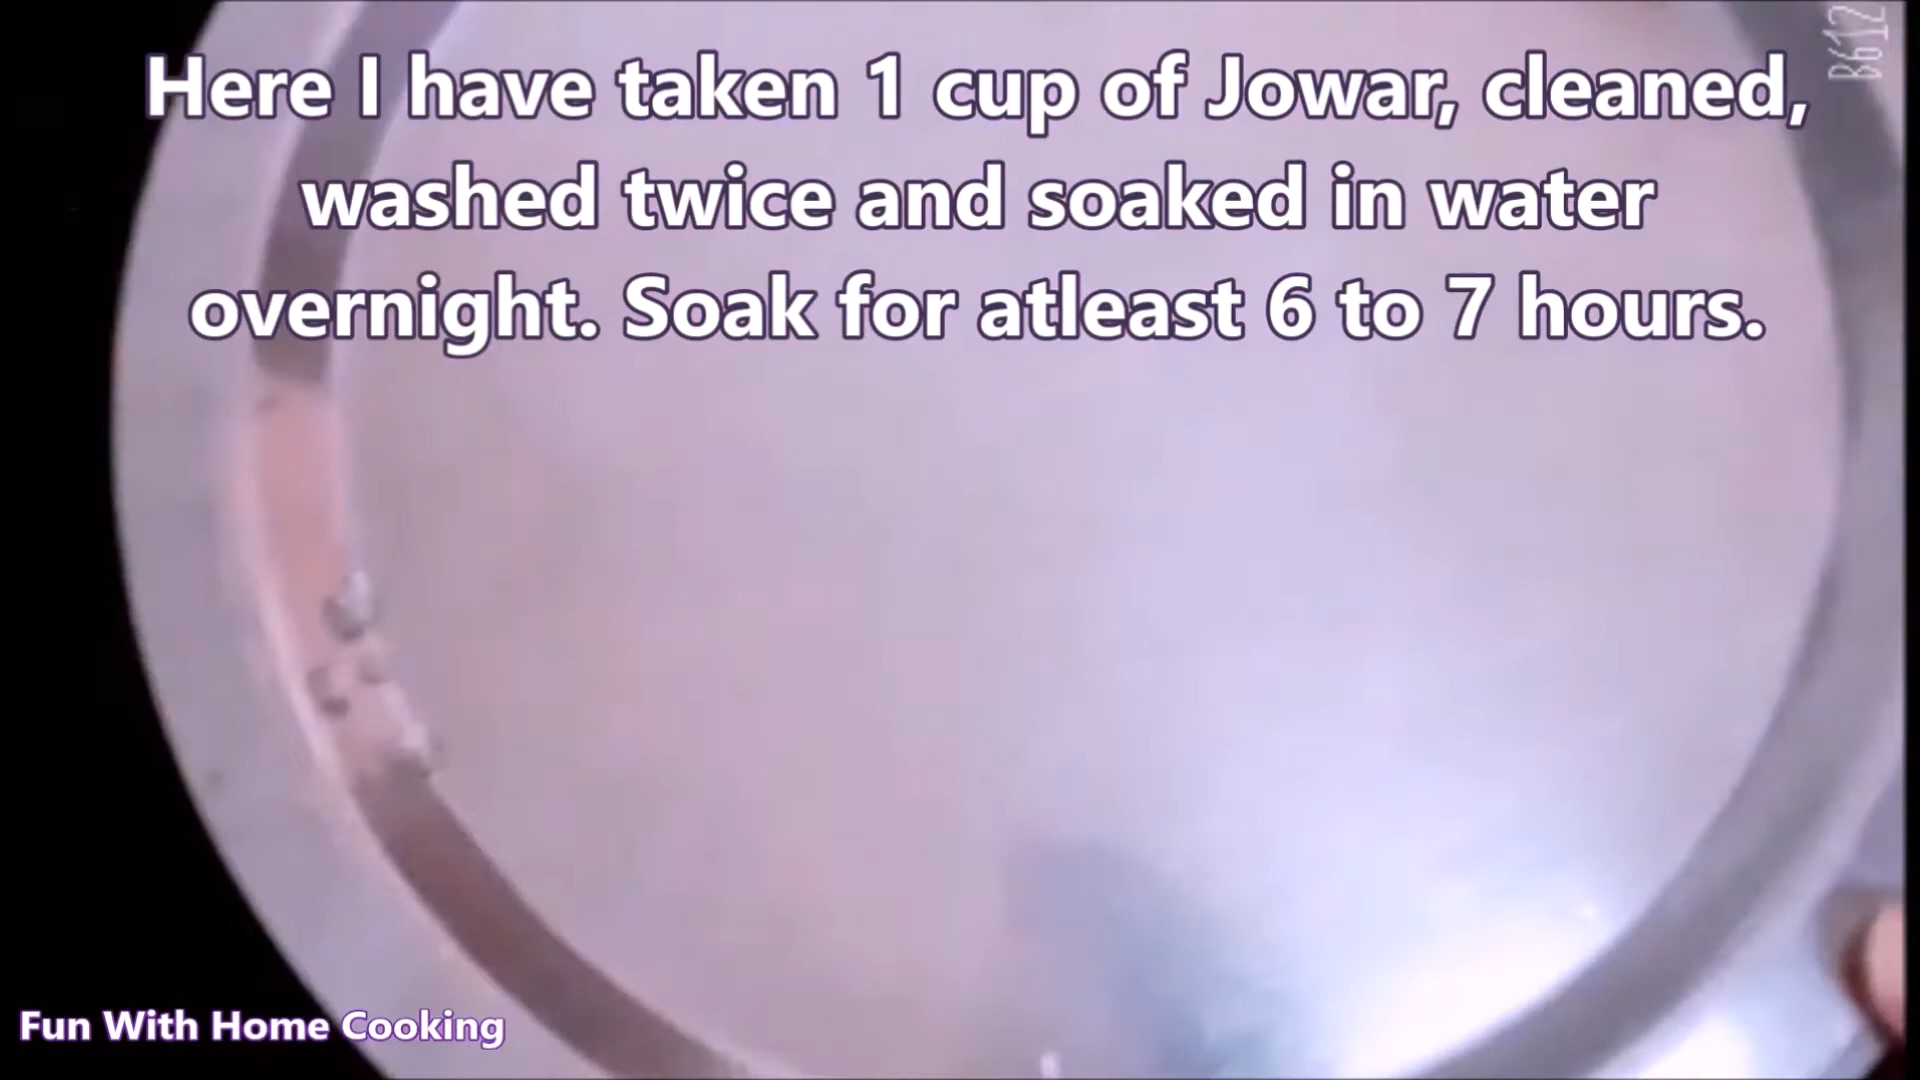 Here I have taken 1 cup of Jowar, cleaned,
washed twice and soaked in water
overnight. Soak for atleast 6 to 7 hours.
B612
Fun With Home Cooking